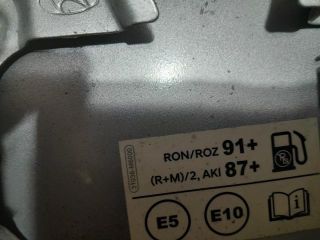 RON/ROZ 91+
(R+M)/2, AKI 87+
E5 E10